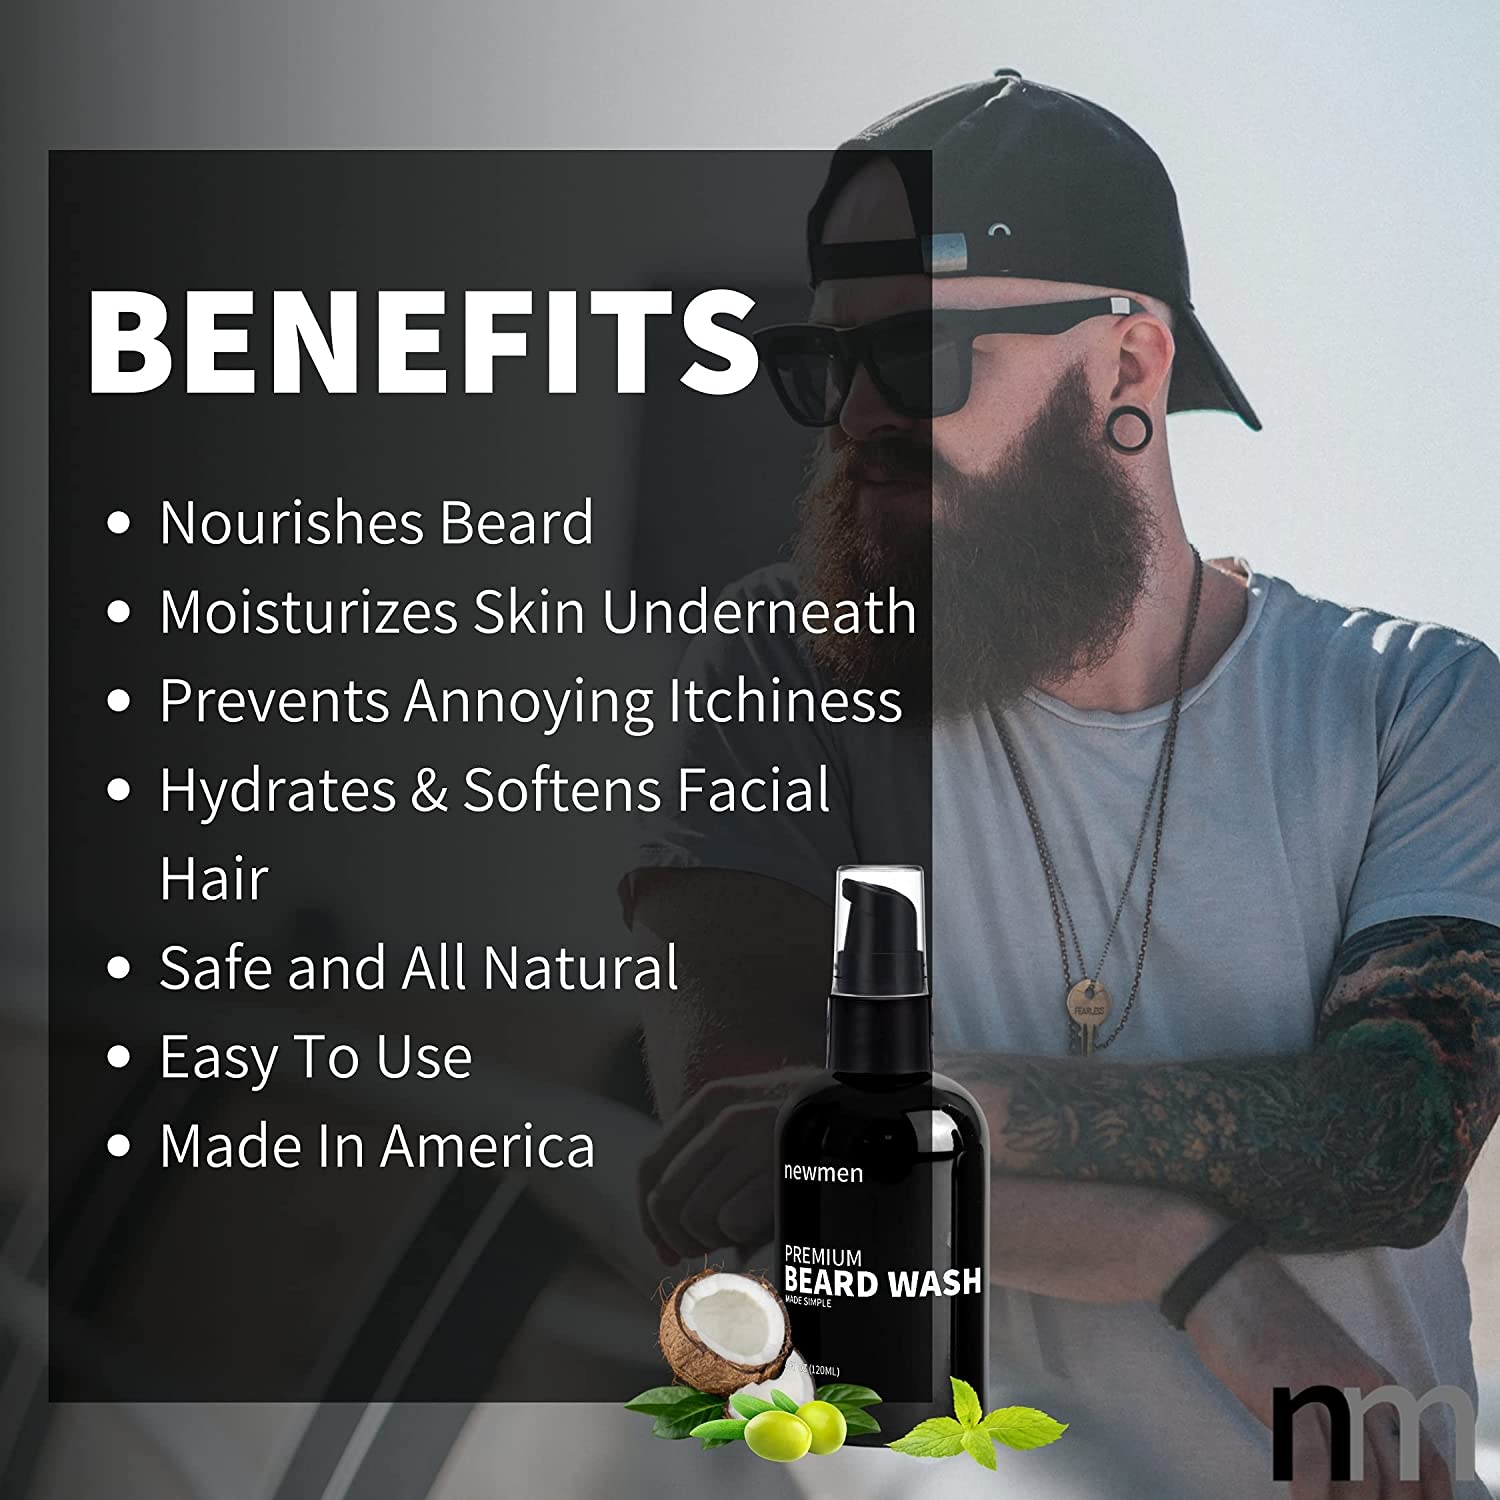 BENEFITS
• Nourishes Beard
• Moisturizes Skin Underneath
• Prevents Annoying Itchiness
• Hydrates & Softens Facial
Hair
• Safe and All Natural
• Easy To Use
• Made In America
FEARLESS
newmen
PREMIUM
BEARD WASH
MADE SIMPLE
OZ (120ML)
nm